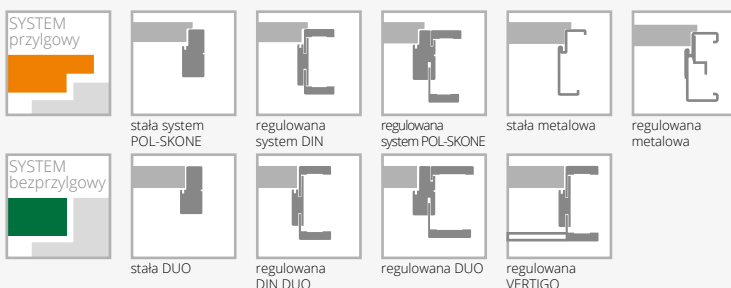 SYSTEM
przylgowy
stała system
POL-SKONE
regulowana
system DIN
regulowana
system POL-SKONE
stała metalowa
regulowana
metalowa
SYSTEM
bezprzylgowy
stała DUO
regulowana
DIN DUO
regulowana DUO
regulowana
VERTIGO